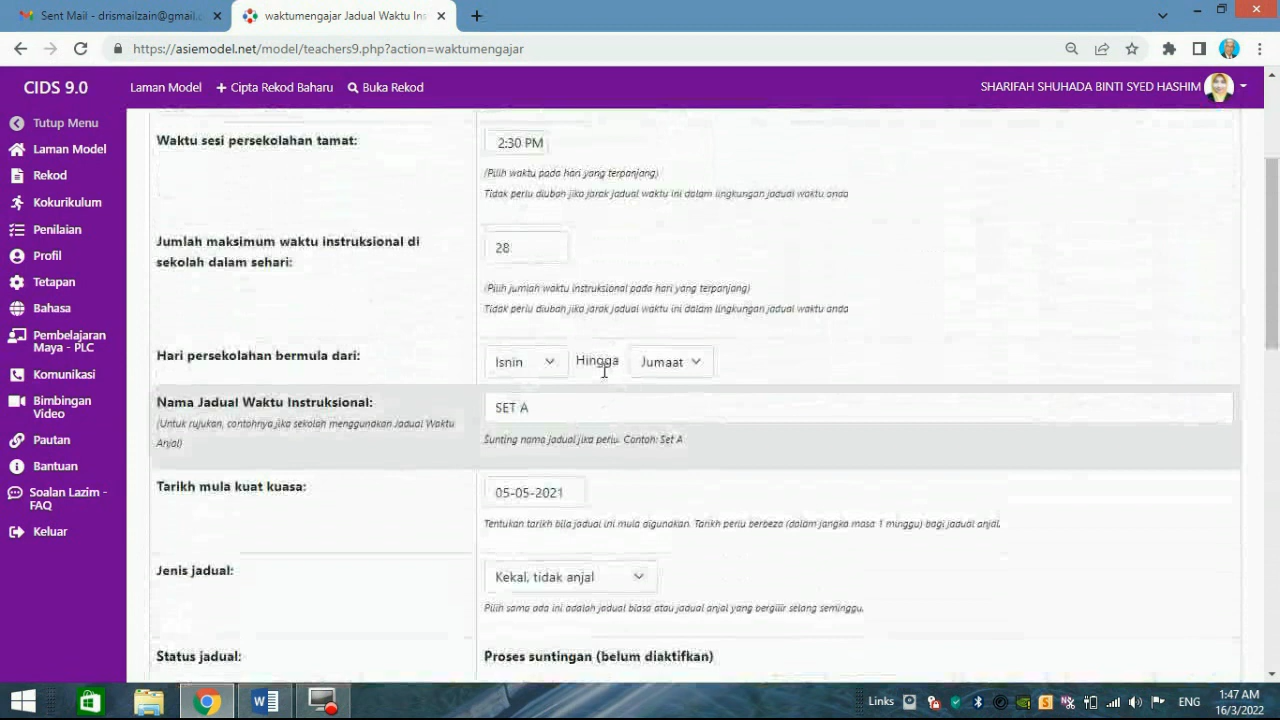 Sent Mail - drismailzain@gmail.c
waktumengajar Jadual Waktu Ins
https://asiemodel.net/model/teachers9.php?action=waktumengajar
CIDS 9.0
Laman Model
Cipta Rekod Baharu
Buka Rekod
SHARIFAH SHUHADA BINTI SYED HASHIM
Tutup Menu
Laman Model
Rekod
Kokurikulum
Penilaian
Profil
Tetapan
Bahasa
Pembelajaran
Maya - PLC
Komunikasi
Bimbingan
Video
Pautan
Bantuan
Soalan Lazim -
FAQ
Keluar
Waktu sesi persekolahan tamat:
2:30 PM
(Pilih waktu pada hari yang terpanjang)
Tidak perlu diubah jika jarak jadual waktu ini dalam lingkungan jadual waktu anda
Jumlah maksimum waktu instruksional di
sekolah dalam sehari:
28
(Pilih jumlah waktu instruksional pada hari yang terpanjang)
Tidak perlu diubah jika jarak jadual waktu ini dalam lingkungan jadual waktu anda
Hari persekolahan bermula dari:
Isnin Hingga Jumaat
Nama Jadual Waktu Instruksional:
(Untuk rujukan, contohnya jika sekolah menggunakan Jadual Waktu
Anjal)
SET A
Sunting nama jadual jika perlu. Contoh: Set A
Tarikh mula kuat kuasa:
05-05-2021
Tentukan tarikh bila jadual ini mula digunakan. Tarikh perlu berbeza (dalam jangka masa 1 minggu) bagi jadual anjal.
Jenis jadual:
Kekal, tidak anjal
Pilih sama ada ini adalah jadual biasa atau jadual anjal yang bergilir selang seminggu.
Status jadual:
Proses suntingan (belum diaktifkan)
Links
ENG
1:47 AM
16/3/2022